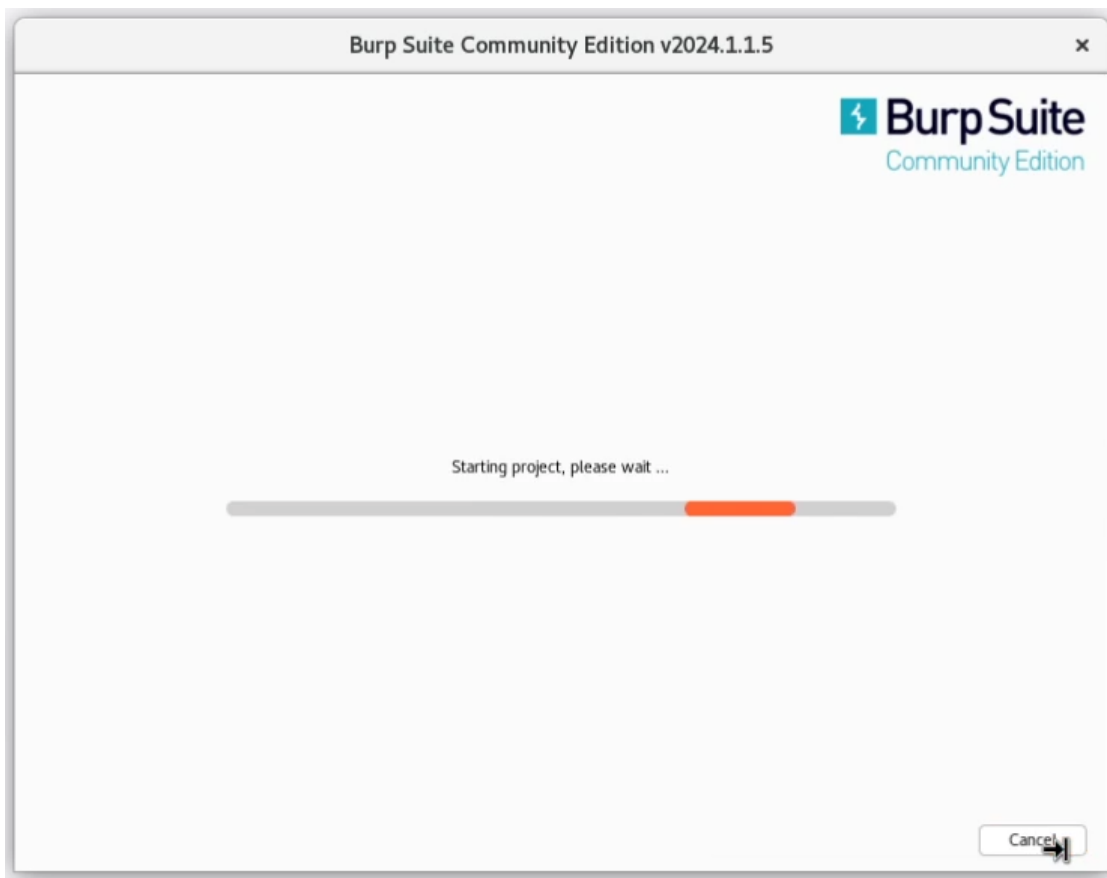 Burp Suite Community Edition v2024.1.1.5
Burp Suite
Community Edition
Starting project, please wait ...
Cancel